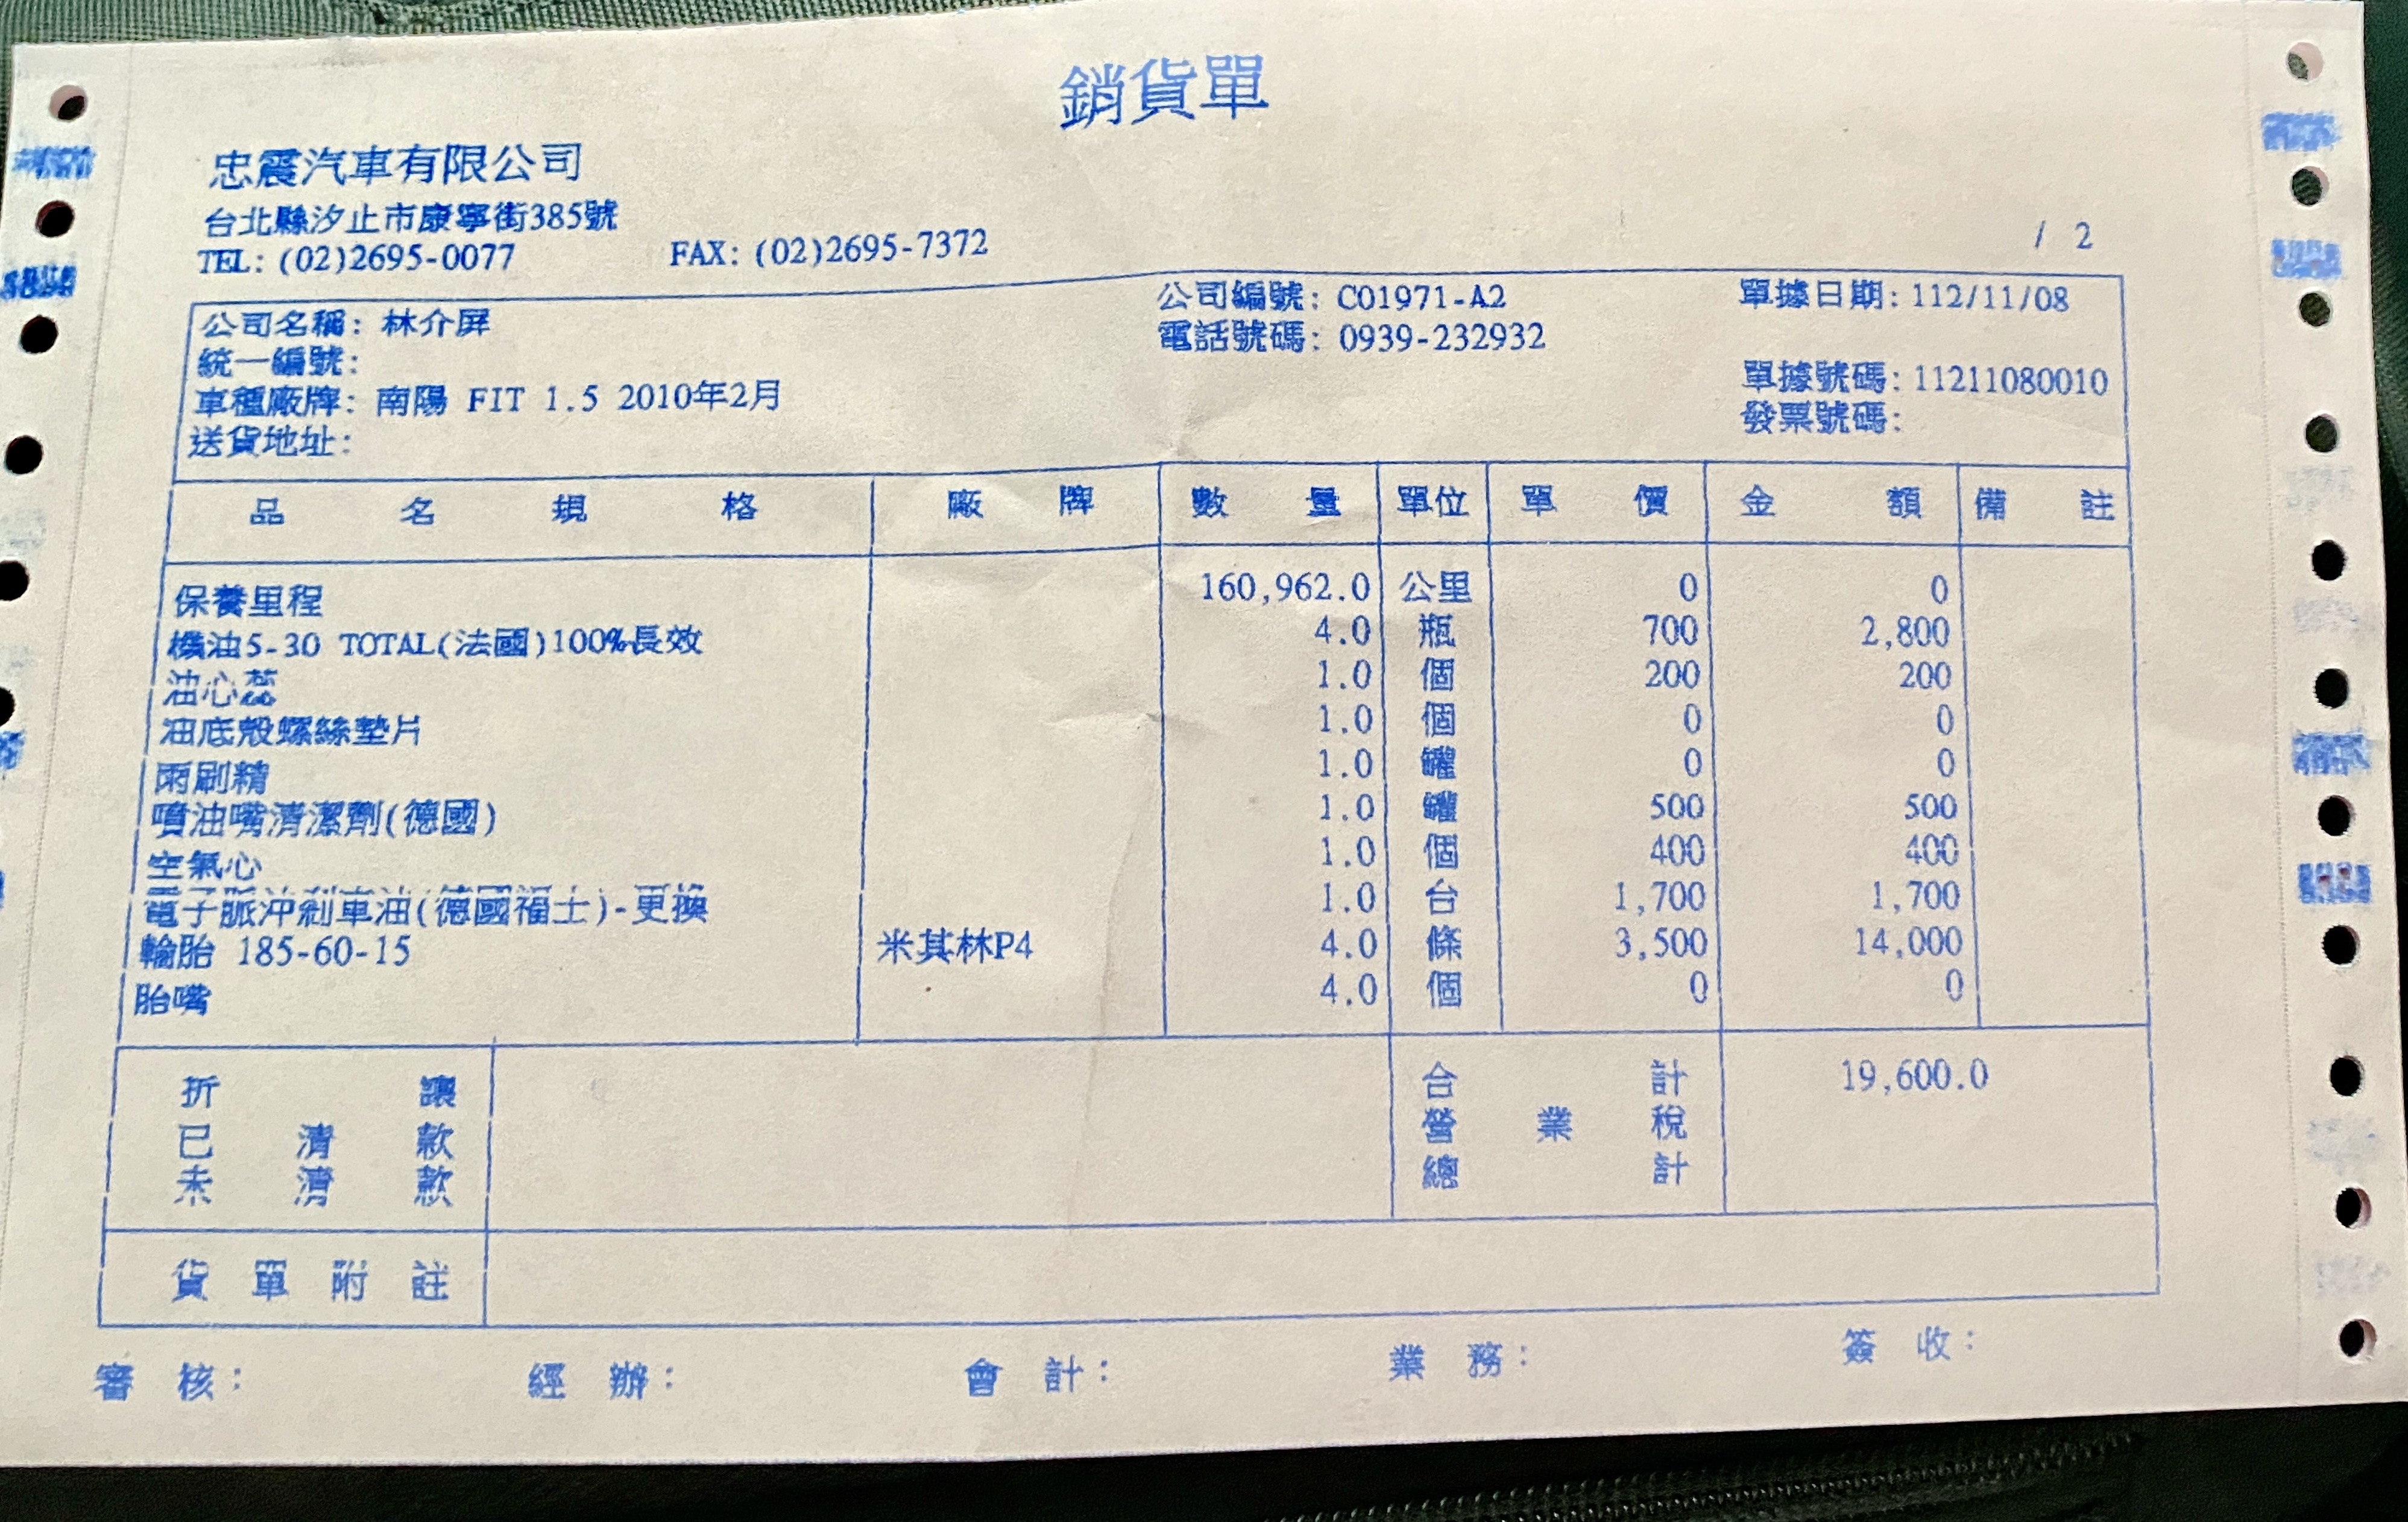 銷貨單
忠震汽車有限公司
台北縣汐止市康寧街385號
TEL: (02)2695-0077 FAX: (02)2695-7372
/ 2
公司名稱: 林介屏 公司編號: C01971-A2 單據日期: 112/11/08
統一編號: 電話號碼: 0939-232932
車種廠牌: 南陽 FIT 1.5 2010年2月 單據號碼: 11211080010
送貨地址: 發票號碼:
品名規格 廠牌 數量 單位 單價 金額 備註
保養里程 160,962.0 公里 0 0
機油5-30 TOTAL(法國)100%長效 4.0 瓶 700 2,800
油心蕊 1.0 個 200 200
油底殼螺絲墊片 1.0 個 0 0
雨刷精 1.0 罐 0 0
噴油嘴清潔劑(德國) 1.0 罐 500 500
空氣心 1.0 個 400 400
電子脈沖剎車油(德國福士)-更換 1.0 台 1,700 1,700
輪胎 185-60-15 米其林P4 4.0 條 3,500 14,000
胎嘴 4.0 個 0 0
折讓 合計 19,600.0
已清款 營業稅
未清款 總計
貨單附註
審核: 經辦: 會計: 業務: 簽收: